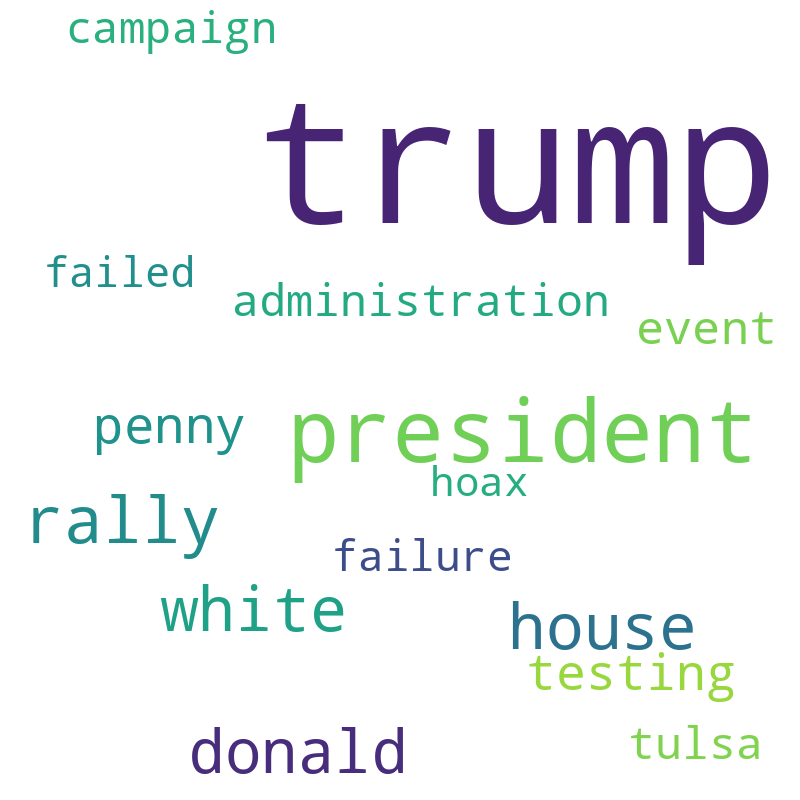 campaign
trump
failed
administration
event
penny
president
hoax
rally
failure
white
house
testing
donald
tulsa